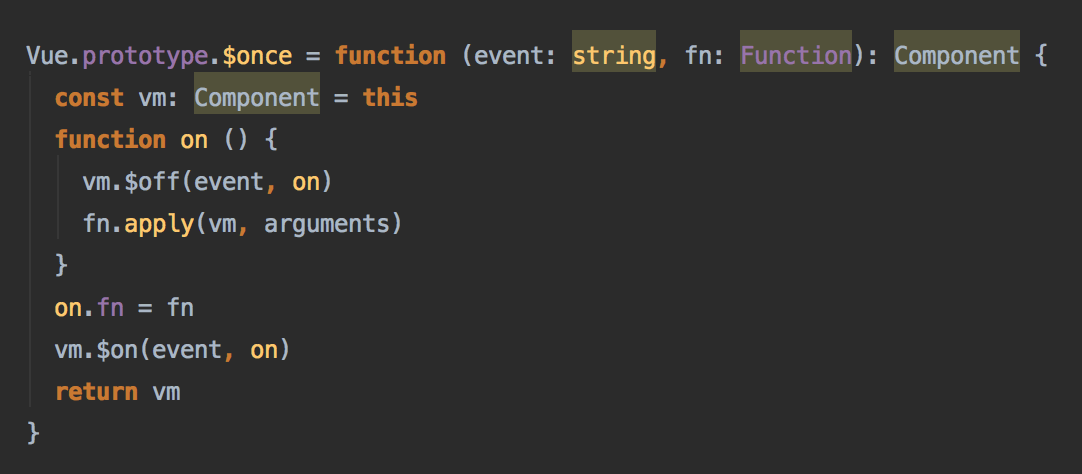 Vue.prototype.$once = function (event: string, fn: Function): Component {
  const vm: Component = this
  function on () {
    vm.$off(event, on)
    fn.apply(vm, arguments)
  }
  on.fn = fn
  vm.$on(event, on)
  return vm
}